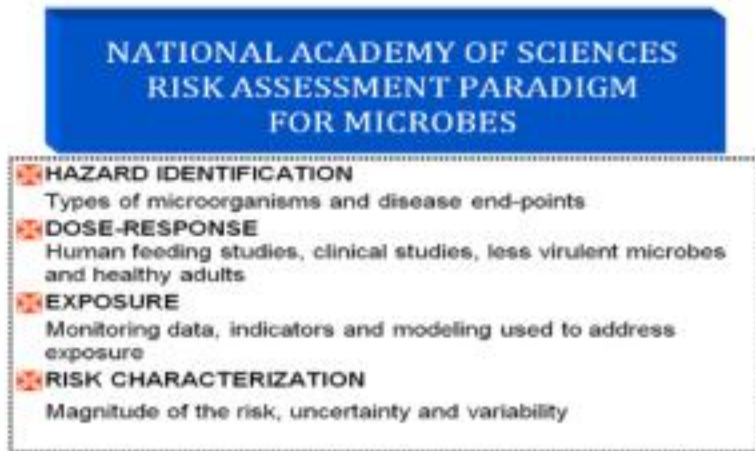 NATIONAL ACADEMY OF SCIENCES
RISK ASSESSMENT PARADIGM
FOR MICROBES
HAZARD IDENTIFICATION
Types of microorganisms and disease end-points
DOSE-RESPONSE
Human feeding studies, clinical studies, less virulent microbes
and healthy adults
EXPOSURE
Monitoring data, indicators and modeling used to address
exposure
RISK CHARACTERIZATION
Magnitude of the risk, uncertainty and variability